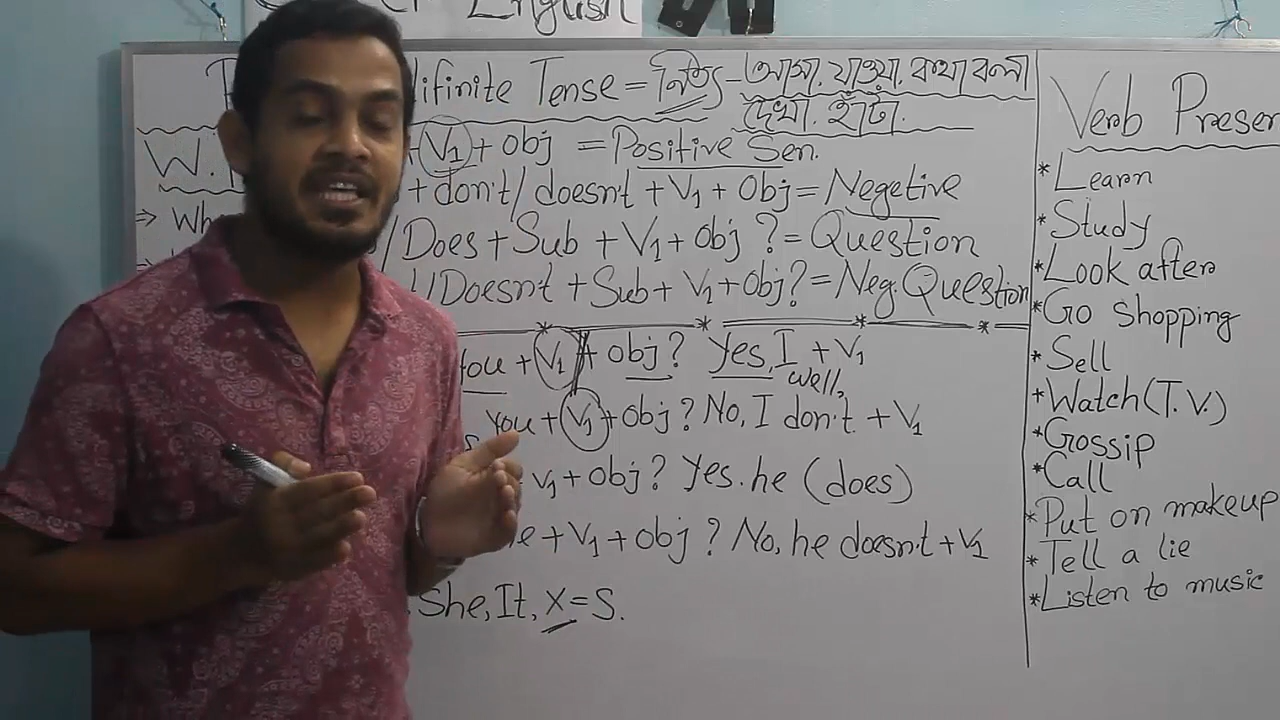 English
ifinite Tense = নিত্য - আসা. যাওয়া. কথা বলা
দেখা. হাঁটা.
W.
+ V1 + obj = Positive Sen.
+ don't/doesn't + V1 + Obj = Negetive
=> Wh
/Does + Sub + V1 + Obj ? = Question
/Doesn't + Sub + V1 + Obj? = Neg. Question
you + V1 + obj ? Yes, I + V1
well,
you + V1 + obj ? No, I don't + V1
V1 + obj ? Yes. he (does)
he + V1 + obj ? No, he doesn't + V1
She, It, X = S.
Verb Presen
* Learn
* Study
* Look after
* Go shopping
* Sell
* Watch (T.V.)
* Gossip
* Call
* Put on makeup
* Tell a lie
* Listen to music